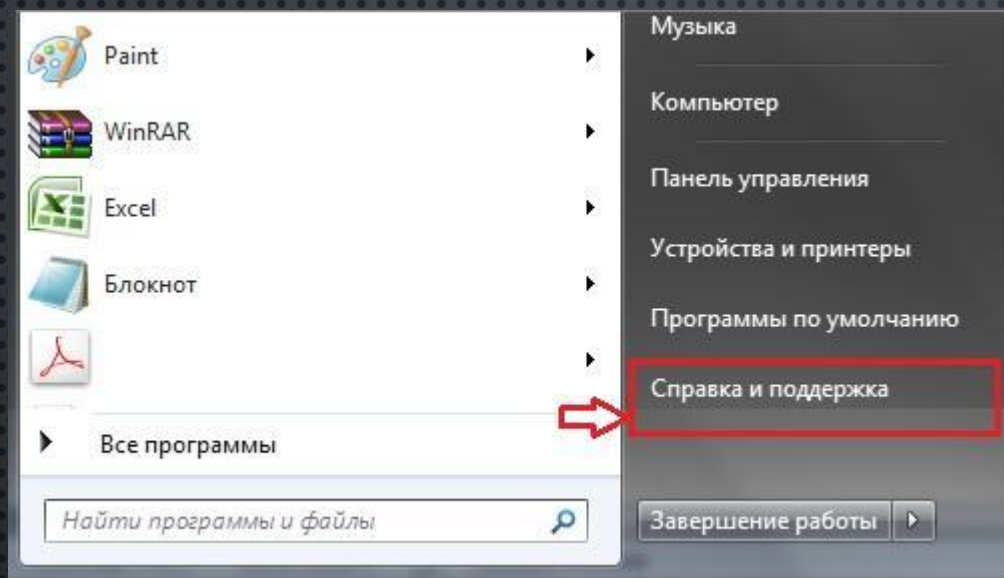 Paint
WinRAR
Excel
Блокнот
Все программы
Найти программы и файлы
Музыка
Компьютер
Панель управления
Устройства и принтеры
Программы по умолчанию
Справка и поддержка
Завершение работы